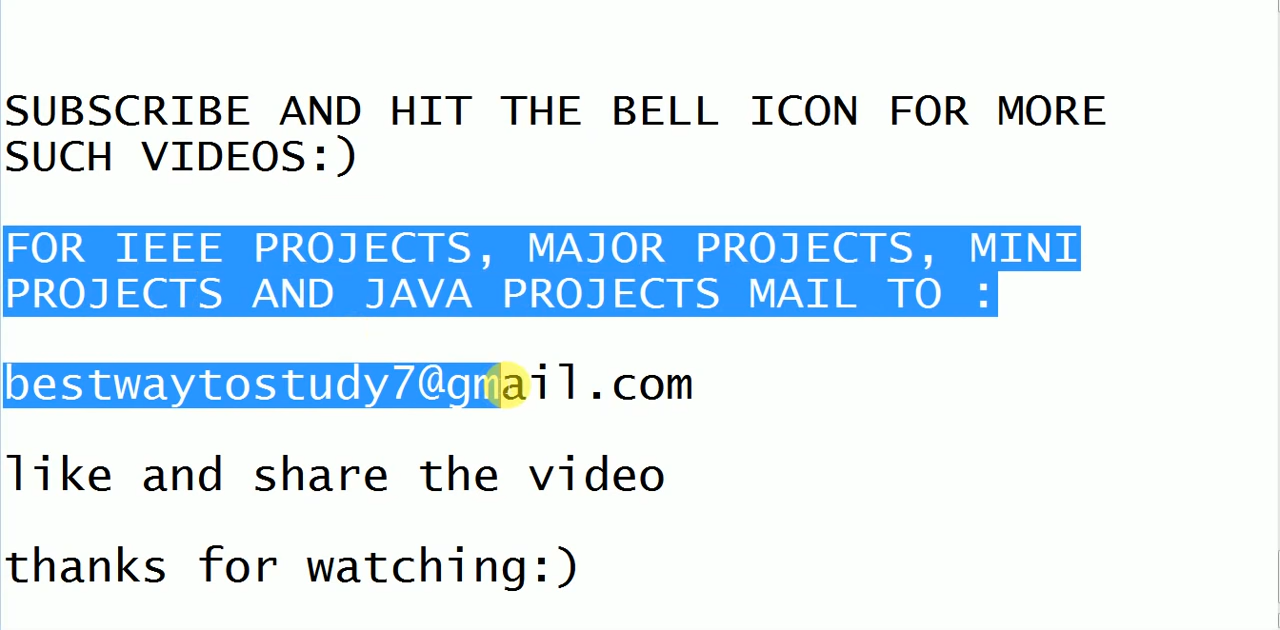 SUBSCRIBE AND HIT THE BELL ICON FOR MORE
SUCH VIDEOS:)
FOR IEEE PROJECTS, MAJOR PROJECTS, MINI
PROJECTS AND JAVA PROJECTS MAIL TO :
bestwaytostudy7@gmail.com
like and share the video
thanks for watching:)